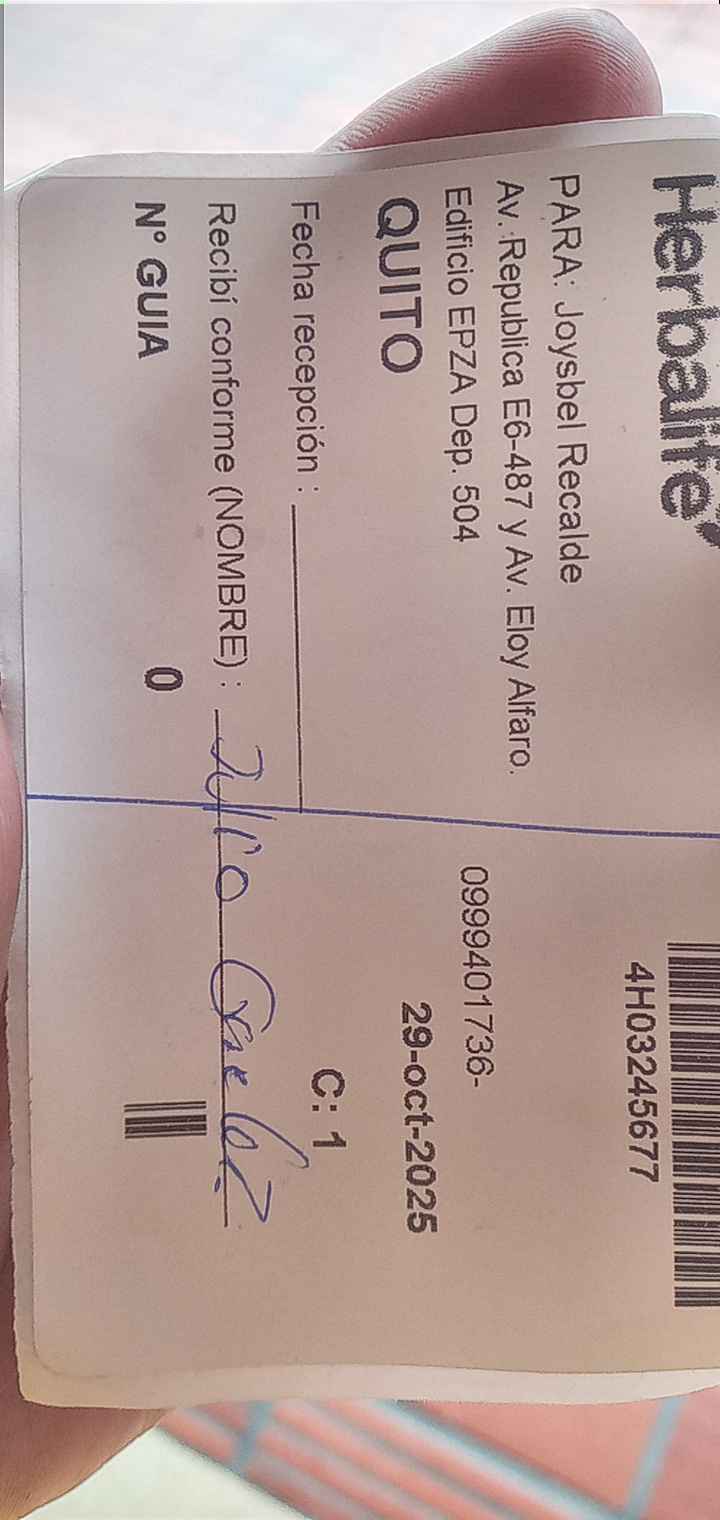 Herbalife
4H03245677
PARA: Joysbel Recalde
Av. Republica E6-487 y Av. Eloy Alfaro.
Edificio EPZA Dep. 504
0999401736-
QUITO
29-oct-2025
Fecha recepción :
C: 1
Recibí conforme (NOMBRE) : Julio
N° GUIA
0